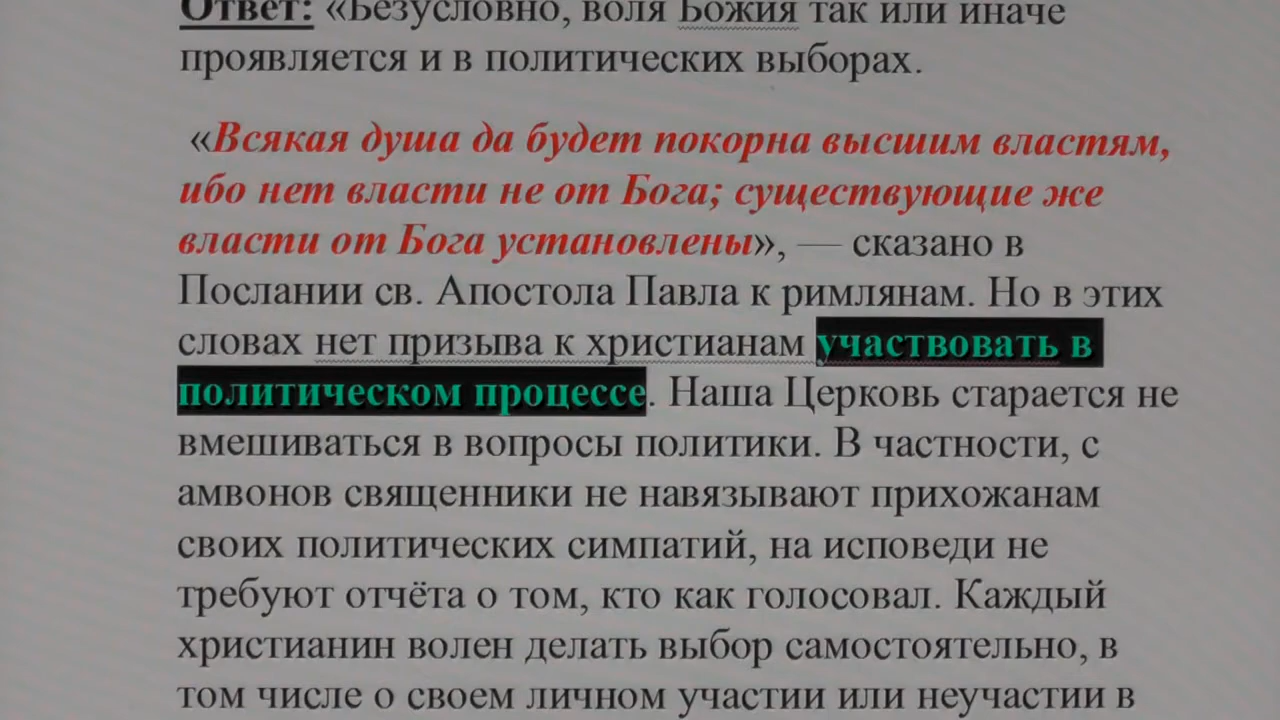 Ответ: «Безусловно, воля Божия так или иначе
проявляется и в политических выборах.
«Всякая душа да будет покорна высшим властям,
ибо нет власти не от Бога; существующие же
власти от Бога установлены», — сказано в
Послании св. Апостола Павла к римлянам. Но в этих
словах нет призыва к христианам участвовать в
политическом процессе. Наша Церковь старается не
вмешиваться в вопросы политики. В частности, с
амвонов священники не навязывают прихожанам
своих политических симпатий, на исповеди не
требуют отчёта о том, кто как голосовал. Каждый
христианин волен делать выбор самостоятельно, в
том числе о своем личном участии или неучастии в